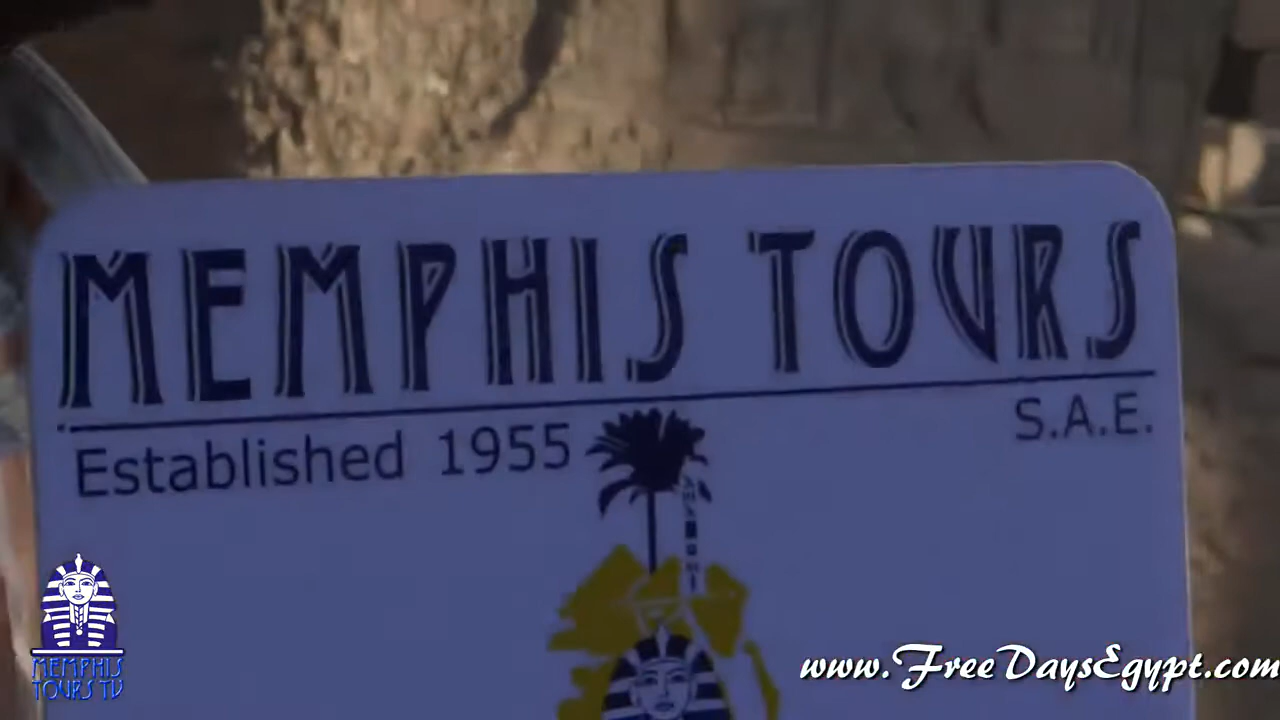 MEMPHIS TOURS
S.A.E.
Established 1955
MEMPHIS
TOURS TV
www.FreeDaysEgypt.com